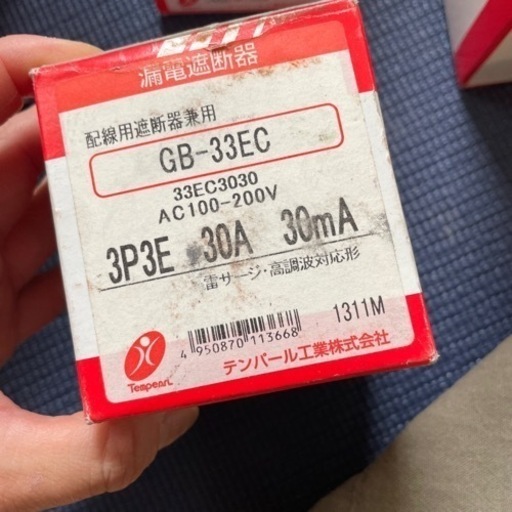 漏電遮断器
配線用遮断器兼用
GB-33EC
33EC3030
AC100-200V
3P3E 30A 30mA
雷サージ・高調波対応形
1311M
4 950870 113668
Tempearl
テンパール工業株式会社